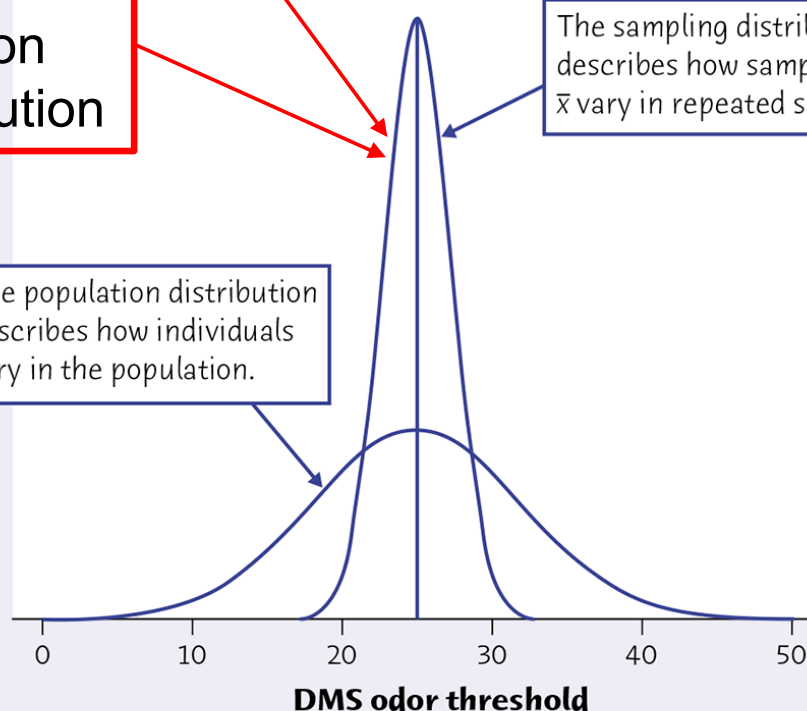 on
ution
The sampling distrib
describes how samp
x̄ vary in repeated s
e population distribution
scribes how individuals
ry in the population.
0 10 20 30 40 50
DMS odor threshold